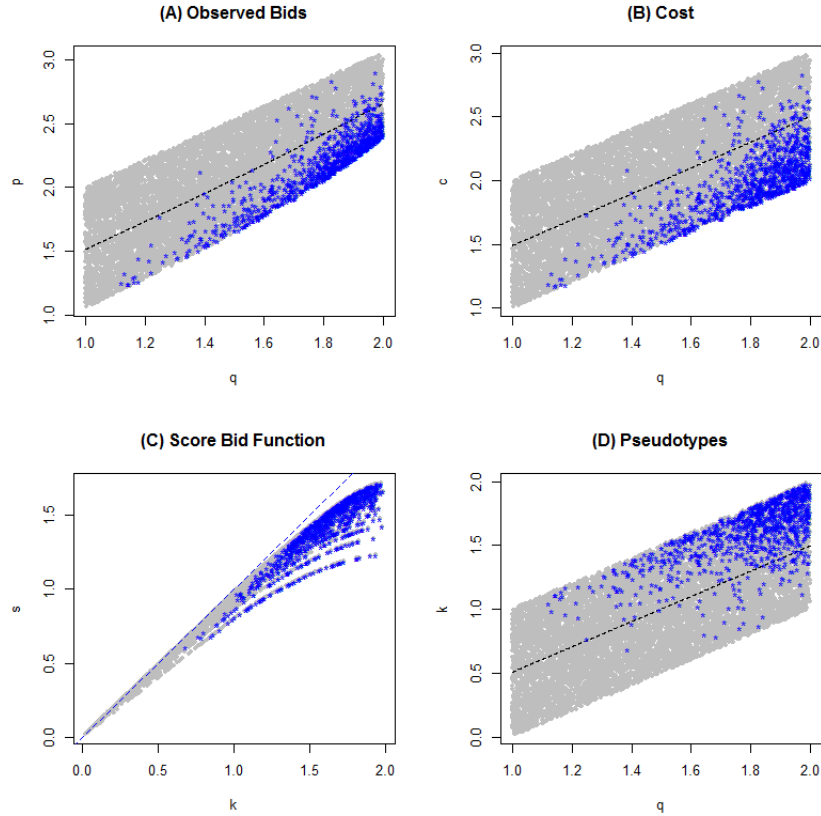 (A) Observed Bids
p
1.0 1.5 2.0 2.5 3.0
1.0 1.2 1.4 1.6 1.8 2.0
q
(B) Cost
c
1.0 1.5 2.0 2.5 3.0
1.0 1.2 1.4 1.6 1.8 2.0
q
(C) Score Bid Function
s
0.0 0.5 1.0 1.5
0.0 0.5 1.0 1.5 2.0
k
(D) Pseudotypes
k
0.0 0.5 1.0 1.5 2.0
1.0 1.2 1.4 1.6 1.8 2.0
q